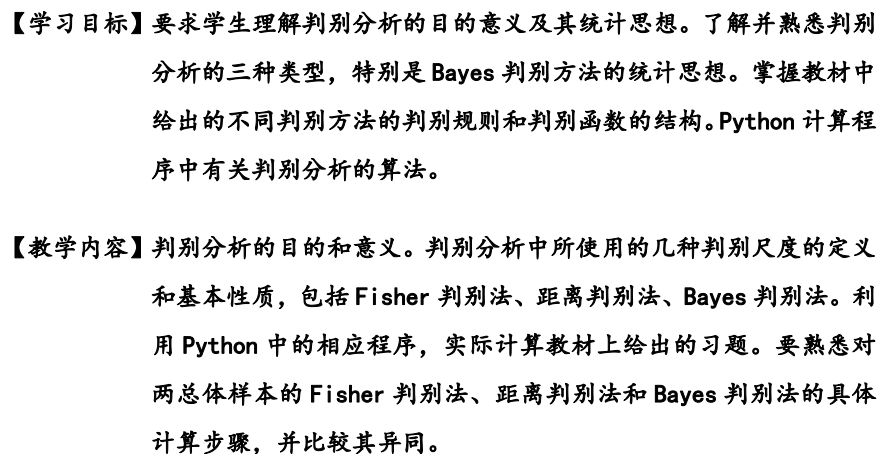 【学习目标】要求学生理解判别分析的目的意义及其统计思想。了解并熟悉判别
分析的三种类型，特别是 Bayes 判别方法的统计思想。掌握教材中
给出的不同判别方法的判别规则和判别函数的结构。Python 计算程
序中有关判别分析的算法。
【教学内容】判别分析的目的和意义。判别分析中所使用的几种判别尺度的定义
和基本性质，包括 Fisher 判别法、距离判别法、Bayes 判别法。利
用 Python 中的相应程序，实际计算教材上给出的习题。要熟悉对
两总体样本的 Fisher 判别法、距离判别法和 Bayes 判别法的具体
计算步骤，并比较其异同。